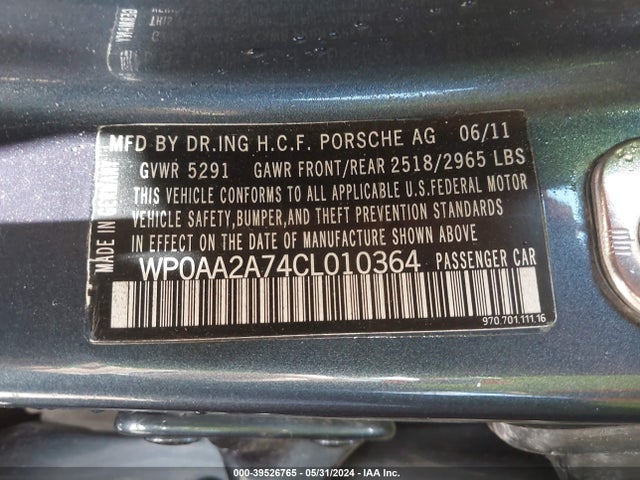 MFD BY DR.ING H.C.F. PORSCHE AG 06/11
GVWR 5291 GAWR FRONT/REAR 2518/2965 LBS
THIS VEHICLE CONFORMS TO ALL APPLICABLE U.S.FEDERAL MOTOR
VEHICLE SAFETY,BUMPER,AND THEFT PREVENTION STANDARDS
IN EFFECT ON THE DATE OF MANUFACTURE SHOWN ABOVE
WP0AA2A74CL010364 PASSENGER CAR
970.701.111.16
MADE IN GERMANY
000-39526765 - 05/31/2024 - IAA Inc.